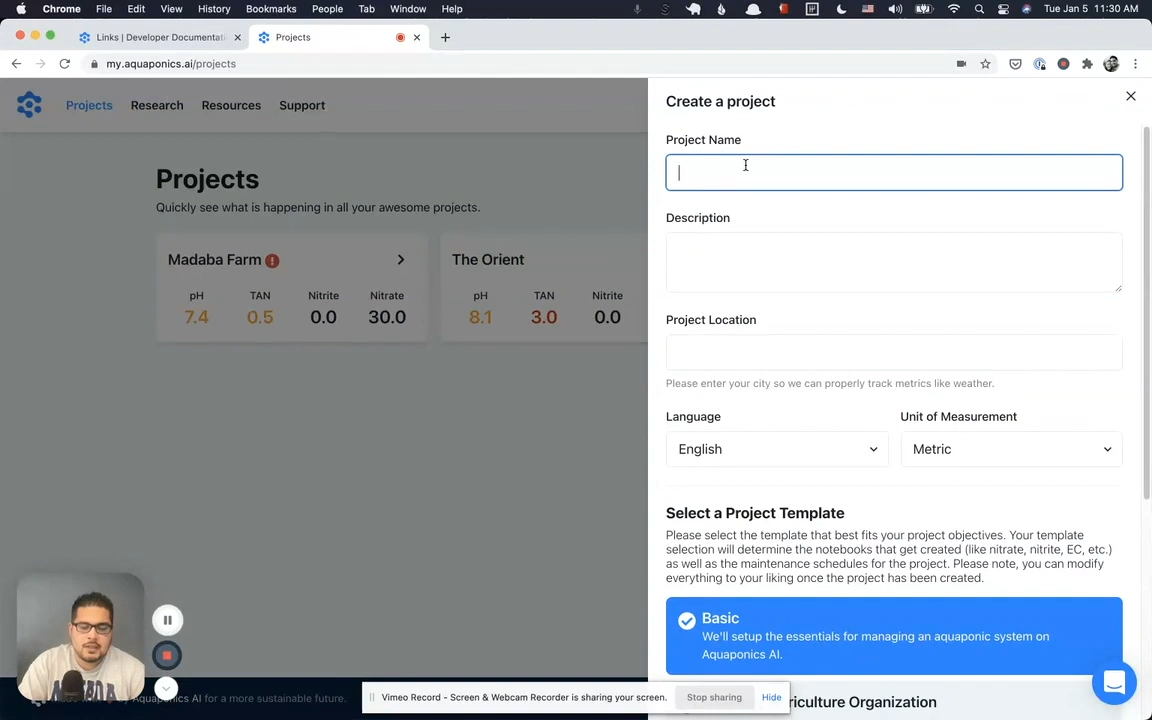 Chrome File Edit View History Bookmarks People Tab Window Help Tue Jan 5 11:30 AM
Links | Developer Documentati Projects
my.aquaponics.ai/projects
Projects Research Resources Support
Projects
Quickly see what is happening in all your awesome projects.
Madaba Farm The Orient
pH TAN Nitrite Nitrate pH TAN Nitrite
7.4 0.5 0.0 30.0 8.1 3.0 0.0
Create a project
Project Name
Description
Project Location
Please enter your city so we can properly track metrics like weather.
Language Unit of Measurement
English Metric
Select a Project Template
Please select the template that best fits your project objectives. Your template
selection will determine the notebooks that get created (like nitrate, nitrite, EC, etc.)
as well as the maintenance schedules for the project. Please note, you can modify
everything to your liking once the project has been created.
Basic
We'll setup the essentials for managing an aquaponic system on
Aquaponics AI.
riculture Organization
Aquaponics AI for a more sustainable future.
Vimeo Record - Screen & Webcam Recorder is sharing your screen. Stop sharing Hide